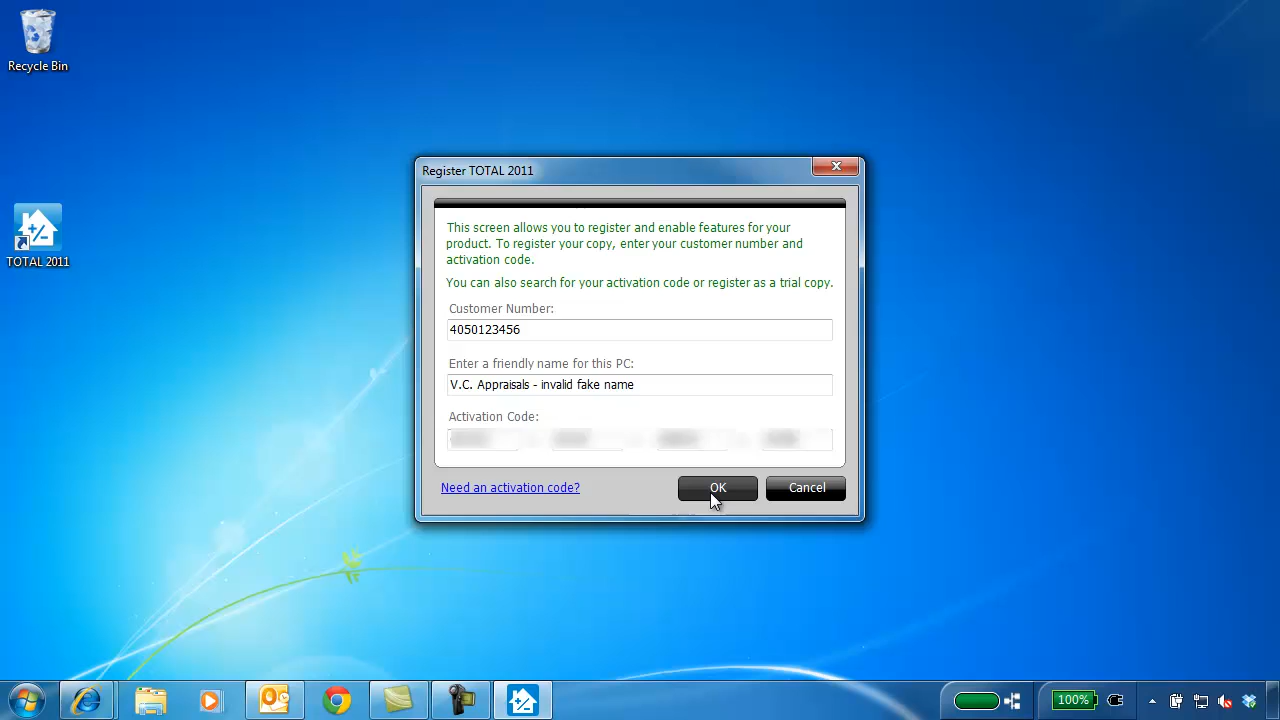 Recycle Bin
TOTAL 2011
Register TOTAL 2011
This screen allows you to register and enable features for your
product. To register your copy, enter your customer number and
activation code.
You can also search for your activation code or register as a trial copy.
Customer Number:
4050123456
Enter a friendly name for this PC:
V.C. Appraisals - invalid fake name
Activation Code:
Need an activation code?
OK
Cancel
100%